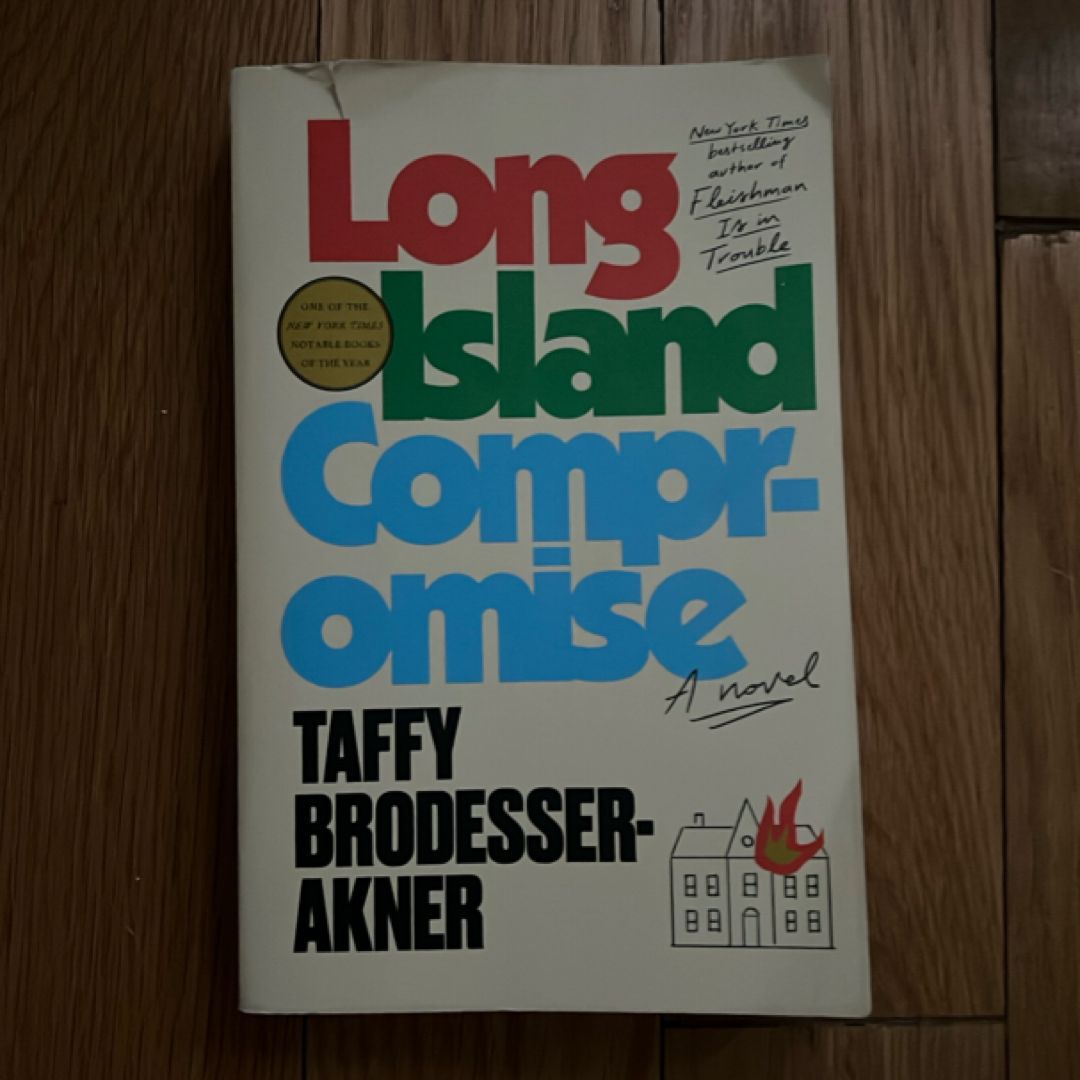 Long
New York Times
bestselling
author of
Fleishman
Is in
Trouble
Island
ONE OF THE
NEW YORK TIMES
NOTABLE BOOKS
OF THE YEAR
Compr-
omise
A novel
TAFFY
BRODESSER-
AKNER